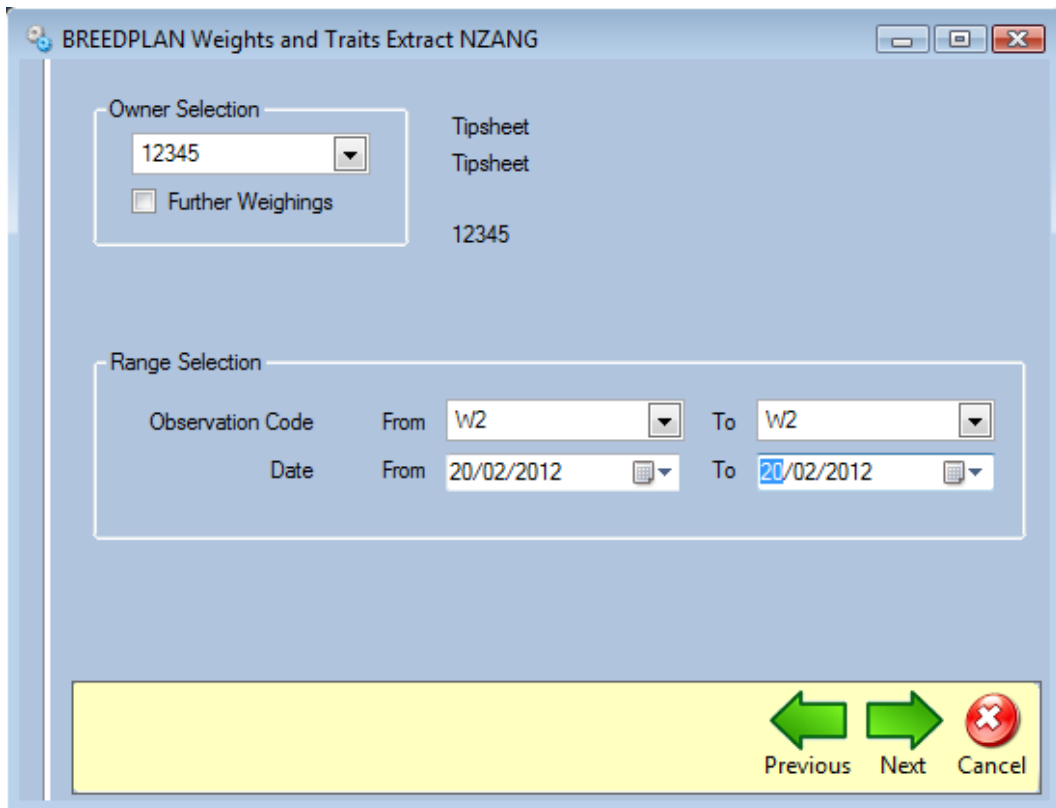 BREEDPLAN Weights and Traits Extract NZANG
Owner Selection
12345
Further Weighings
Tipsheet
Tipsheet
12345
Range Selection
Observation Code From W2 To W2
Date From 20/02/2012 To 20/02/2012
Previous Next Cancel